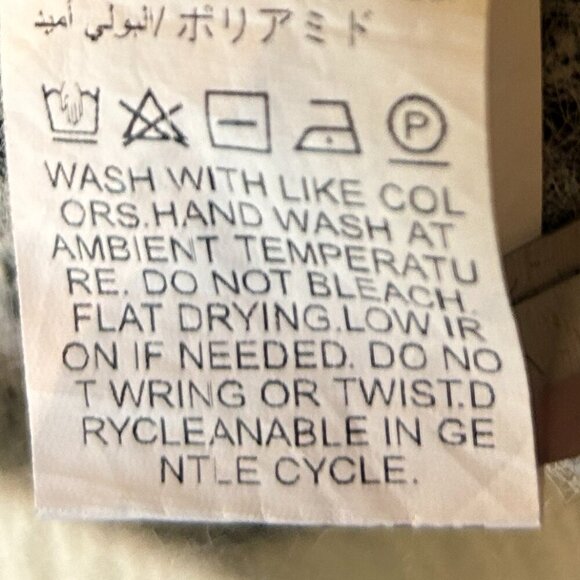 البولي أميد/ ポリアミド
P
WASH WITH LIKE COL
ORS.HAND WASH AT
AMBIENT TEMPERATU
RE. DO NOT BLEACH.
FLAT DRYING.LOW IR
ON IF NEEDED. DO NO
T WRING OR TWIST.D
RYCLEANABLE IN GE
NTLE CYCLE.